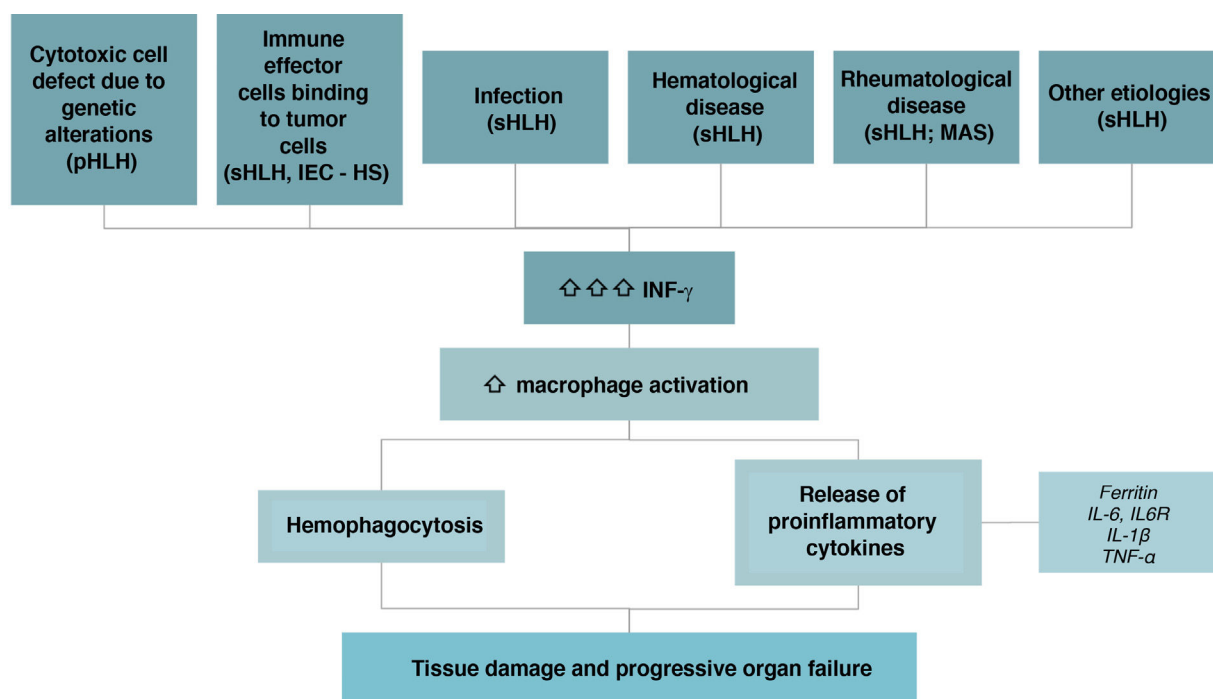 Cytotoxic cell
defect due to
genetic
alterations
(pHLH)
Immune
effector
cells binding
to tumor
cells
(sHLH, IEC - HS)
Infection
(sHLH)
Hematological
disease
(sHLH)
Rheumatological
disease
(sHLH; MAS)
Other etiologies
(sHLH)
⇧ ⇧ ⇧ INF-γ
⇧ macrophage activation
Hemophagocytosis
Release of
proinflammatory
cytokines
Ferritin
IL-6, IL6R
IL-1β
TNF-α
Tissue damage and progressive organ failure